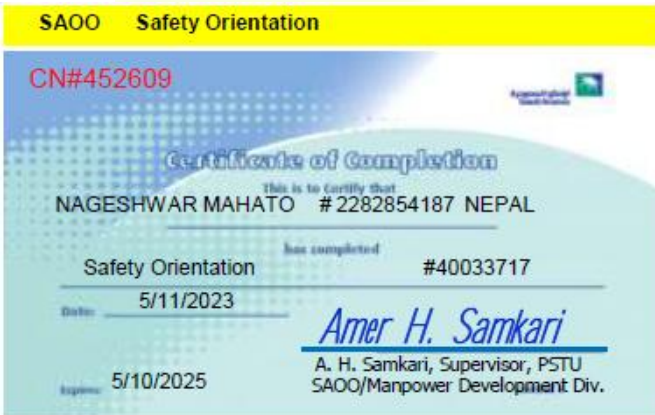 SAOO Safety Orientation
CN#452609
Saudi Aramco
Certificate of Completion
This is to Certify that
NAGESHWAR MAHATO # 2282854187 NEPAL
has completed
Safety Orientation #40033717
Date: 5/11/2023
Amer H. Samkari
A. H. Samkari, Supervisor, PSTU
Expires: 5/10/2025 SAOO/Manpower Development Div.